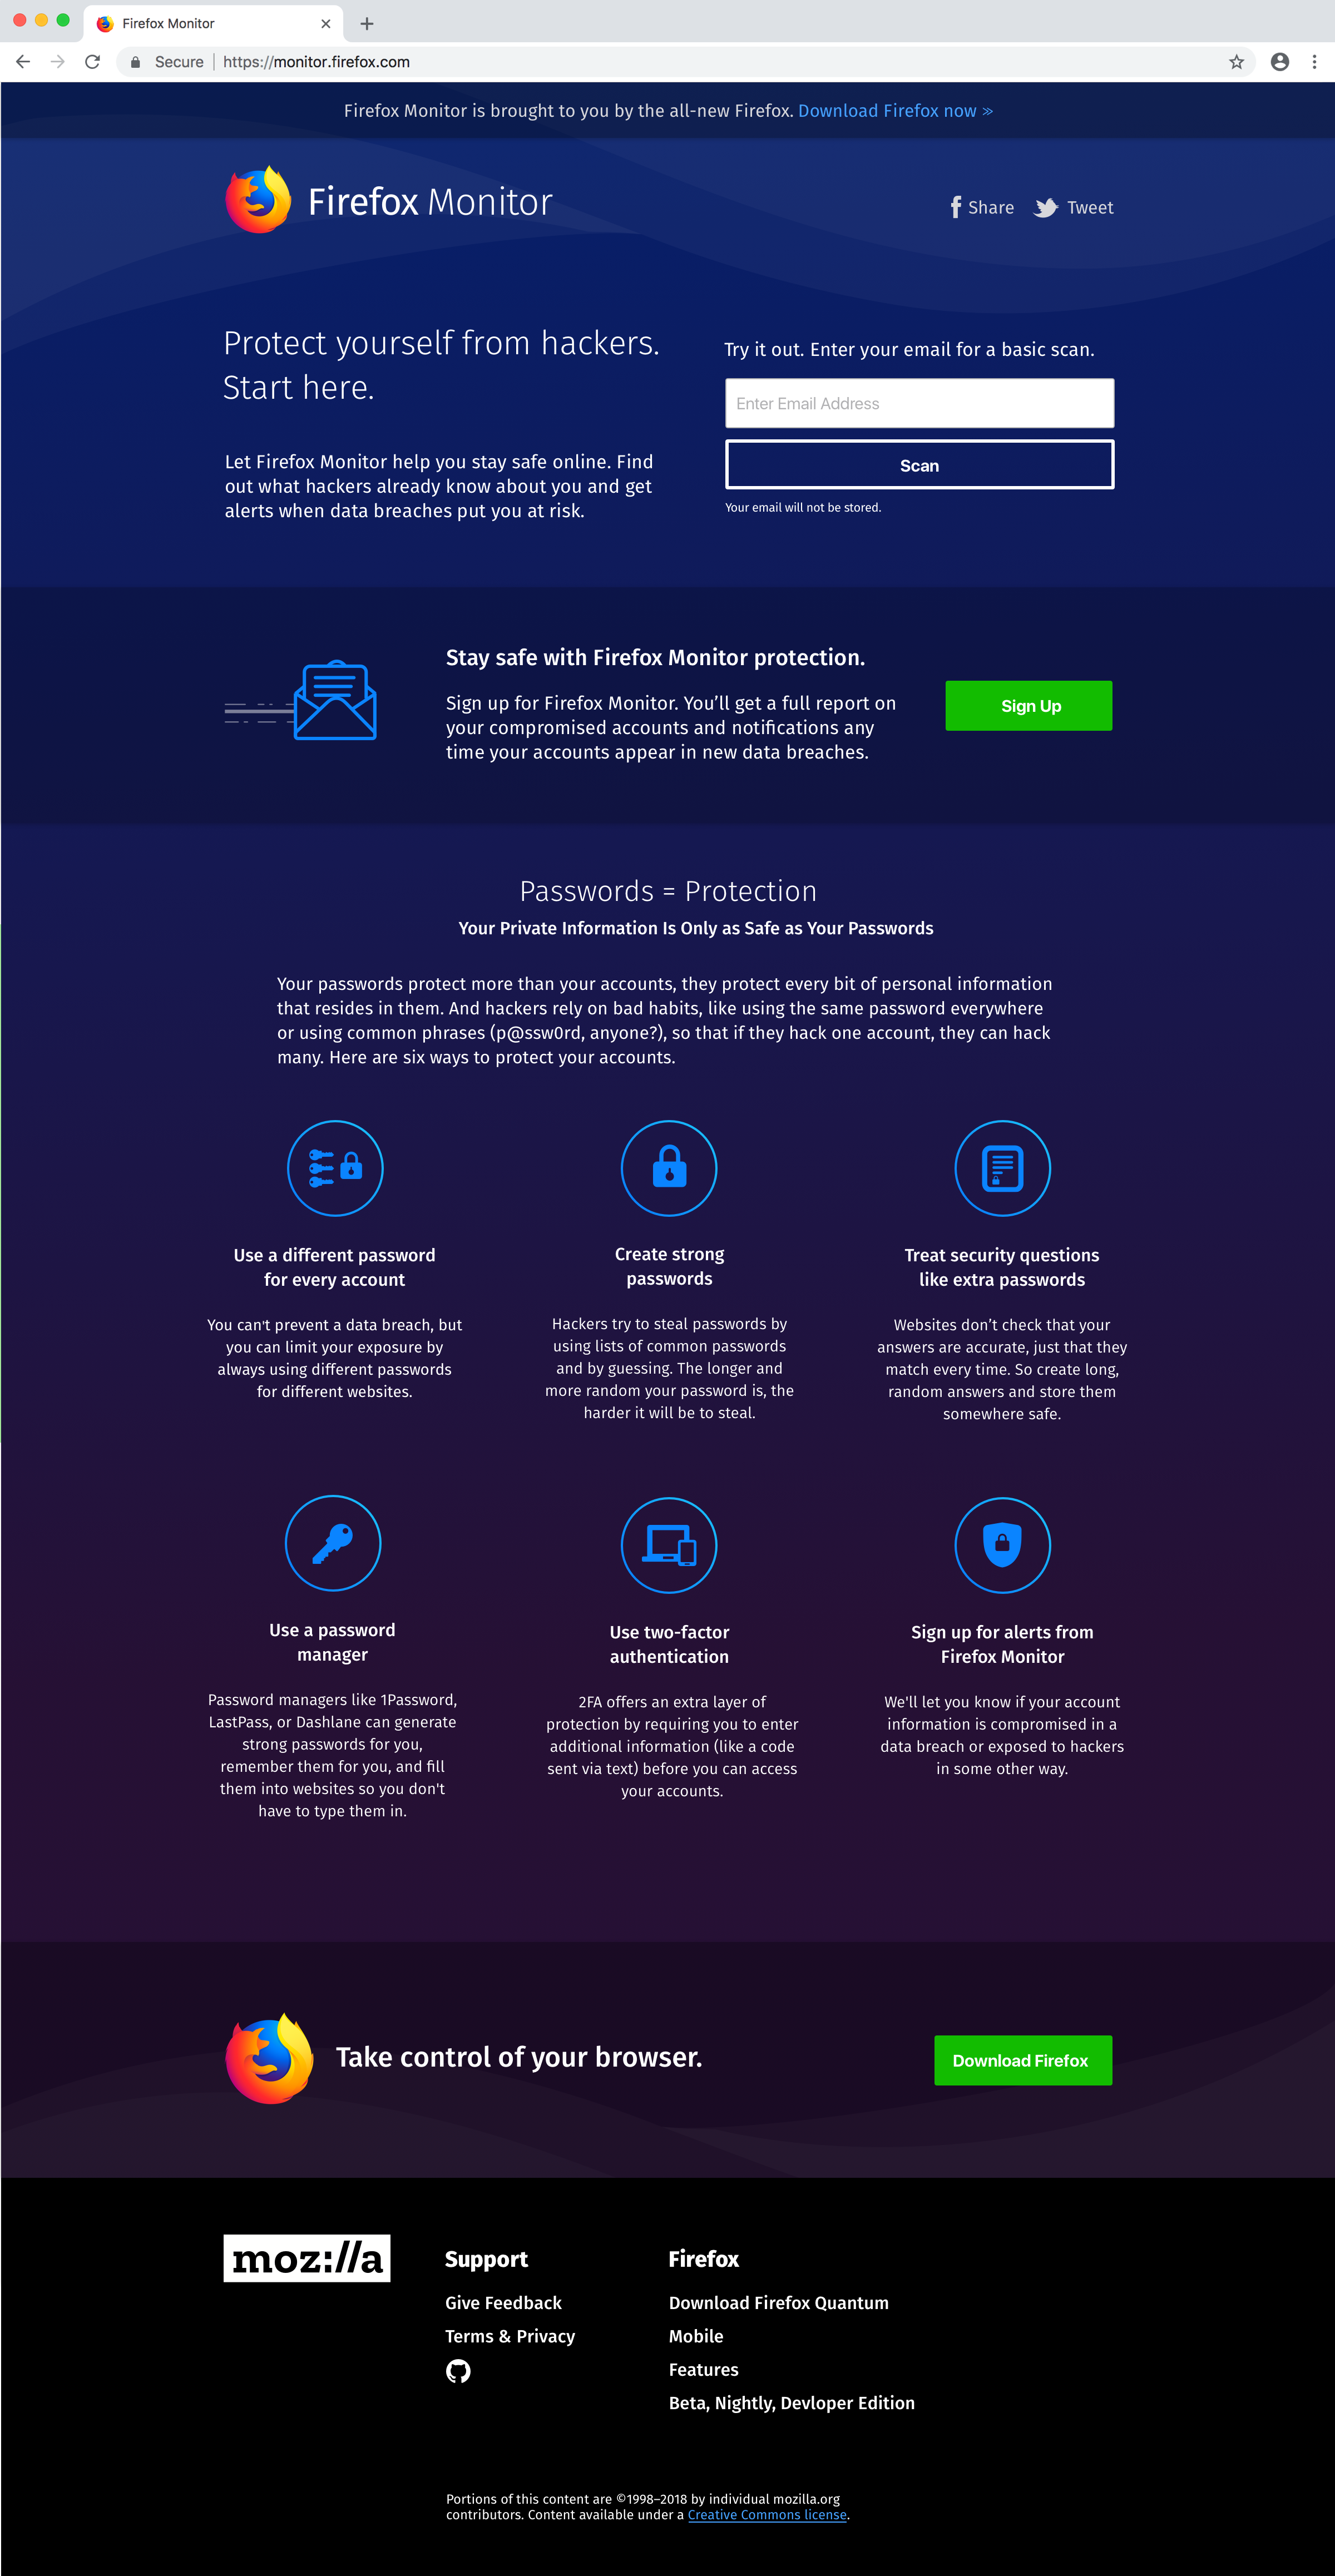 Firefox Monitor
Secure
https://monitor.firefox.com
Firefox Monitor is brought to you by the all-new Firefox. Download Firefox now >>
Firefox Monitor
Share
Tweet
Protect yourself from hackers.
Start here.
Let Firefox Monitor help you stay safe online. Find
out what hackers already know about you and get
alerts when data breaches put you at risk.
Try it out. Enter your email for a basic scan.
Enter Email Address
Scan
Your email will not be stored.
Stay safe with Firefox Monitor protection.
Sign up for Firefox Monitor. You’ll get a full report on
your compromised accounts and notifications any
time your accounts appear in new data breaches.
Sign Up
Passwords = Protection
Your Private Information Is Only as Safe as Your Passwords
Your passwords protect more than your accounts, they protect every bit of personal information
that resides in them. And hackers rely on bad habits, like using the same password everywhere
or using common phrases (p@ssw0rd, anyone?), so that if they hack one account, they can hack
many. Here are six ways to protect your accounts.
Use a different password
for every account
You can't prevent a data breach, but
you can limit your exposure by
always using different passwords
for different websites.
Create strong
passwords
Hackers try to steal passwords by
using lists of common passwords
and by guessing. The longer and
more random your password is, the
harder it will be to steal.
Treat security questions
like extra passwords
Websites don’t check that your
answers are accurate, just that they
match every time. So create long,
random answers and store them
somewhere safe.
Use a password
manager
Password managers like 1Password,
LastPass, or Dashlane can generate
strong passwords for you,
remember them for you, and fill
them into websites so you don't
have to type them in.
Use two-factor
authentication
2FA offers an extra layer of
protection by requiring you to enter
additional information (like a code
sent via text) before you can access
your accounts.
Sign up for alerts from
Firefox Monitor
We'll let you know if your account
information is compromised in a
data breach or exposed to hackers
in some other way.
Take control of your browser.
Download Firefox
moz://a
Support
Give Feedback
Terms & Privacy
Firefox
Download Firefox Quantum
Mobile
Features
Beta, Nightly, Devloper Edition
Portions of this content are ©1998–2018 by individual mozilla.org
contributors. Content available under a Creative Commons license.